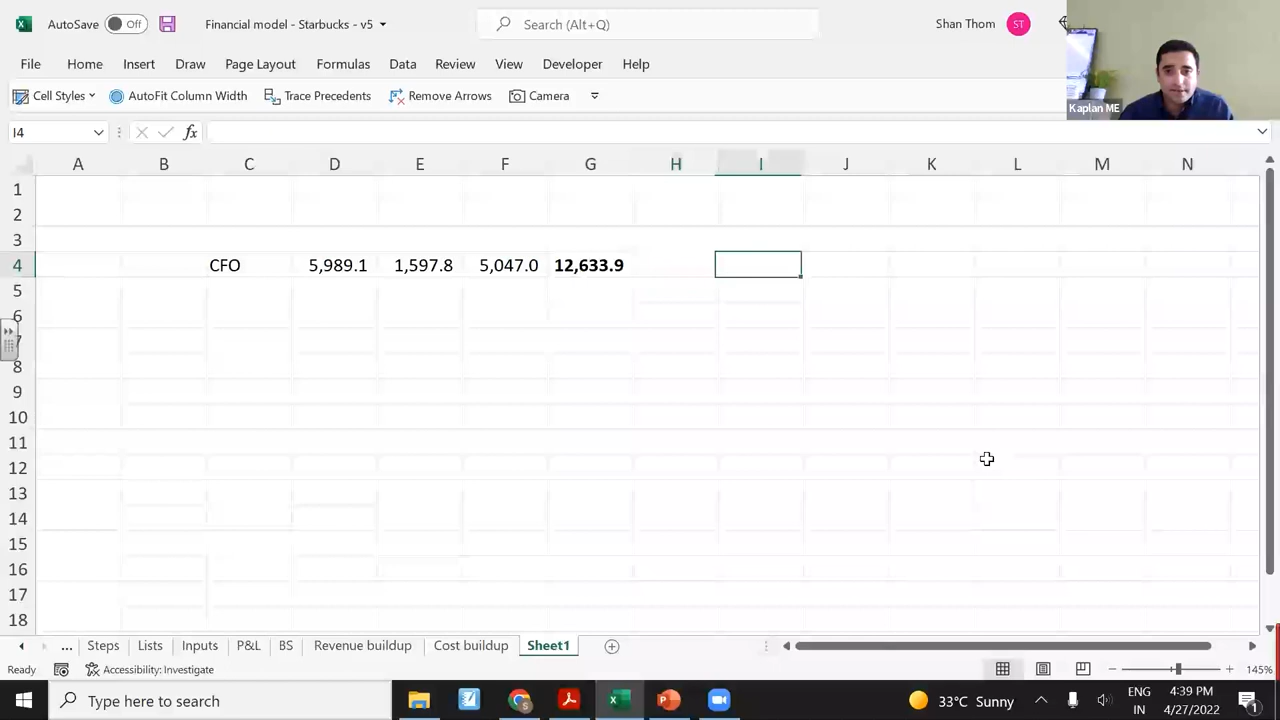 AutoSave Off Financial model - Starbucks - v5 Search (Alt+Q) Shan Thom ST
File Home Insert Draw Page Layout Formulas Data Review View Developer Help
Cell Styles AutoFit Column Width Trace Precedents Remove Arrows Camera
Kaplan ME
I4 fx
A B C D E F G H I J K L M N
1
2
3
4 CFO 5,989.1 1,597.8 5,047.0 12,633.9
5
6
7
8
9
10
11
12
13
14
15
16
17
18
... Steps Lists Inputs P&L BS Revenue buildup Cost buildup Sheet1
Ready Accessibility: Investigate 145%
Type here to search 33°C Sunny ENG IN 4:39 PM 4/27/2022 1